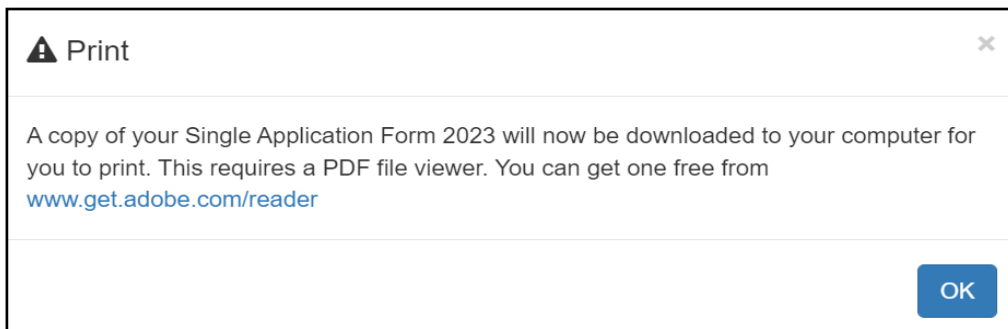 Print
×
A copy of your Single Application Form 2023 will now be downloaded to your computer for
you to print. This requires a PDF file viewer. You can get one free from
www.get.adobe.com/reader
OK